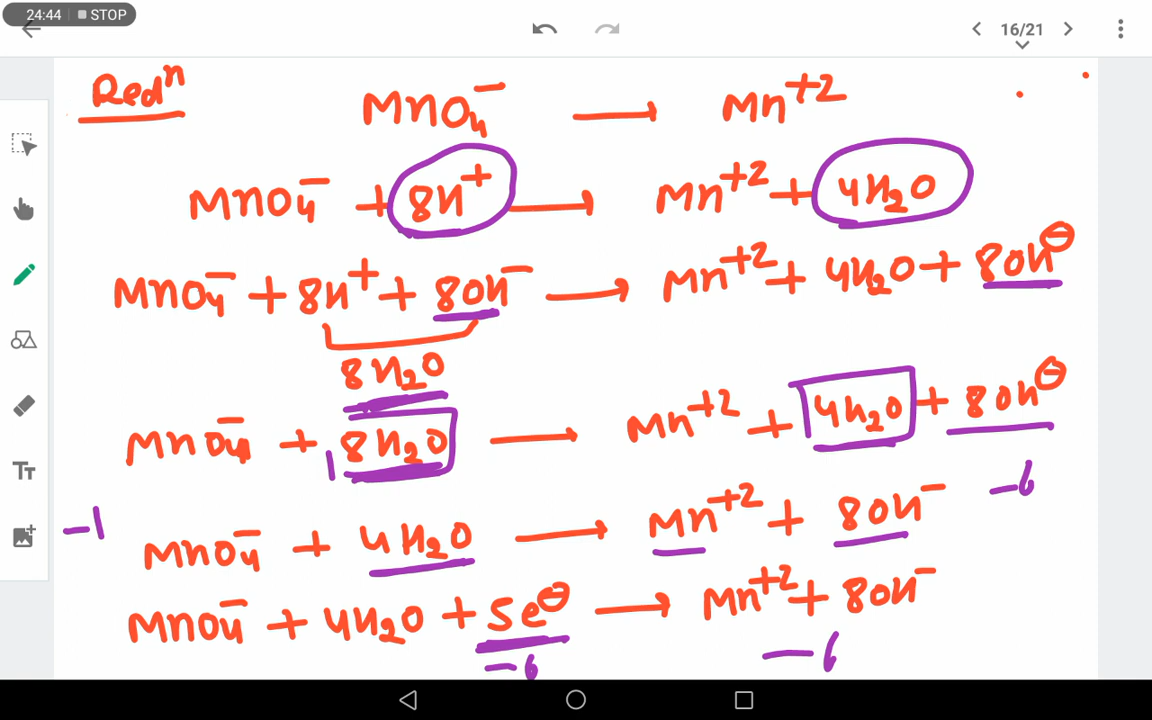 24:44 STOP
16/21
Redⁿ MnO₄⁻ → Mn⁺²
MnO₄⁻ + 8H⁺ → Mn⁺² + 4H₂O
MnO₄⁻ + 8H⁺ + 8OH⁻ → Mn⁺² + 4H₂O + 8OH⊖
8H₂O
MnO₄⁻ + 8H₂O → Mn⁺² + 4H₂O + 8OH⊖
-1 -6
MnO₄⁻ + 4H₂O → Mn⁺² + 8OH⁻
MnO₄⁻ + 4H₂O + 5e⊖ → Mn⁺² + 8OH⁻
-6 -6
Tт